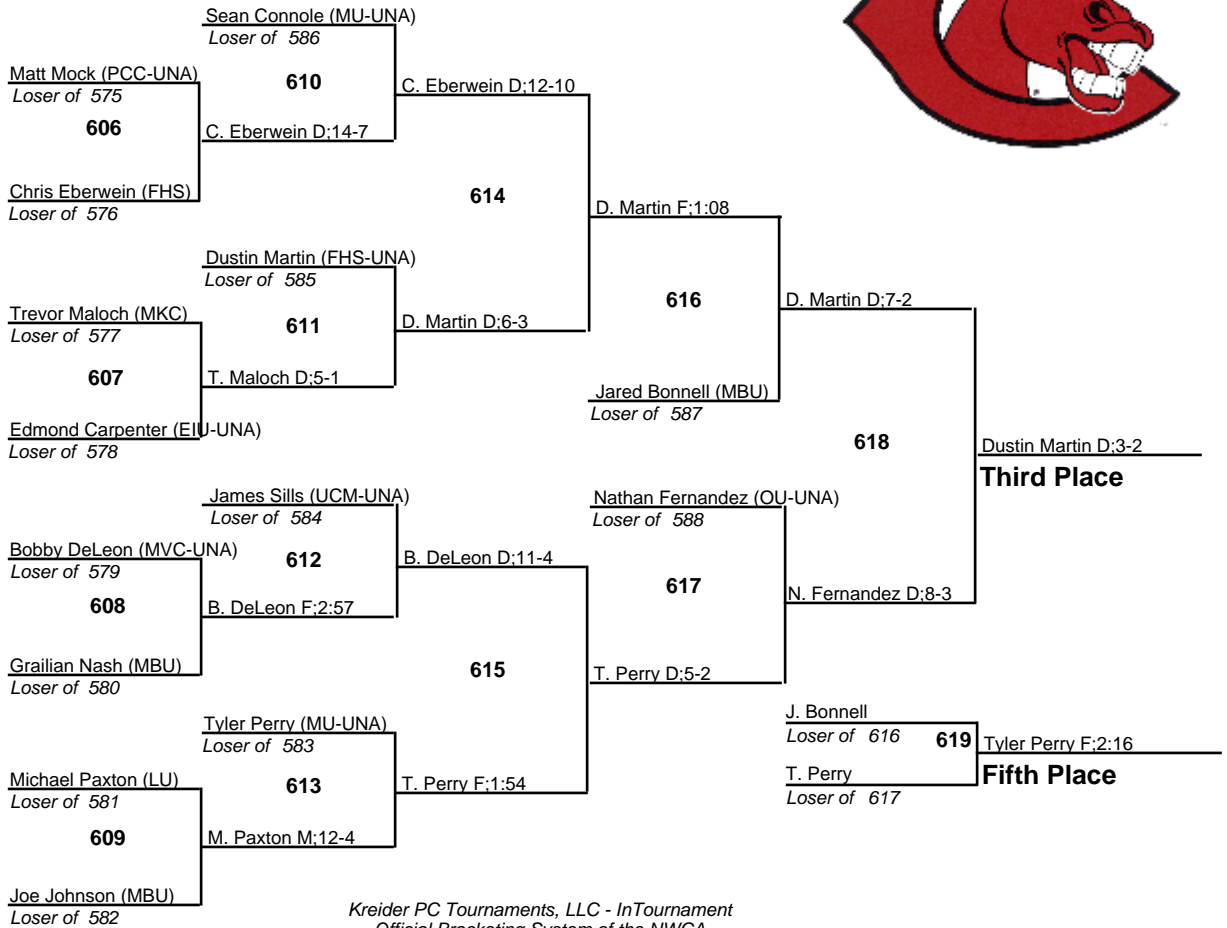 Sean Connole (MU-UNA)
Loser of 586
Matt Mock (PCC-UNA)
Loser of 575
610
C. Eberwein D;12-10
606
C. Eberwein D;14-7
Chris Eberwein (FHS)
Loser of 576
614
D. Martin F;1:08
Dustin Martin (FHS-UNA)
Loser of 585
Trevor Maloch (MKC)
Loser of 577
611
D. Martin D;6-3
616
D. Martin D;7-2
607
T. Maloch D;5-1
Jared Bonnell (MBU)
Loser of 587
Edmond Carpenter (EIU-UNA)
Loser of 578
618
Dustin Martin D;3-2
Third Place
James Sills (UCM-UNA)
Loser of 584
Nathan Fernandez (OU-UNA)
Loser of 588
Bobby DeLeon (MVC-UNA)
Loser of 579
612
B. DeLeon D;11-4
617
N. Fernandez D;8-3
608
B. DeLeon F;2:57
Grailian Nash (MBU)
Loser of 580
615
T. Perry D;5-2
Tyler Perry (MU-UNA)
Loser of 583
J. Bonnell
Loser of 616
619
Tyler Perry F;2:16
Fifth Place
T. Perry
Loser of 617
Michael Paxton (LU)
Loser of 581
613
T. Perry F;1:54
609
M. Paxton M;12-4
Joe Johnson (MBU)
Loser of 582
Kreider PC Tournaments, LLC - InTournament
Official Bracketing System of the NWCA